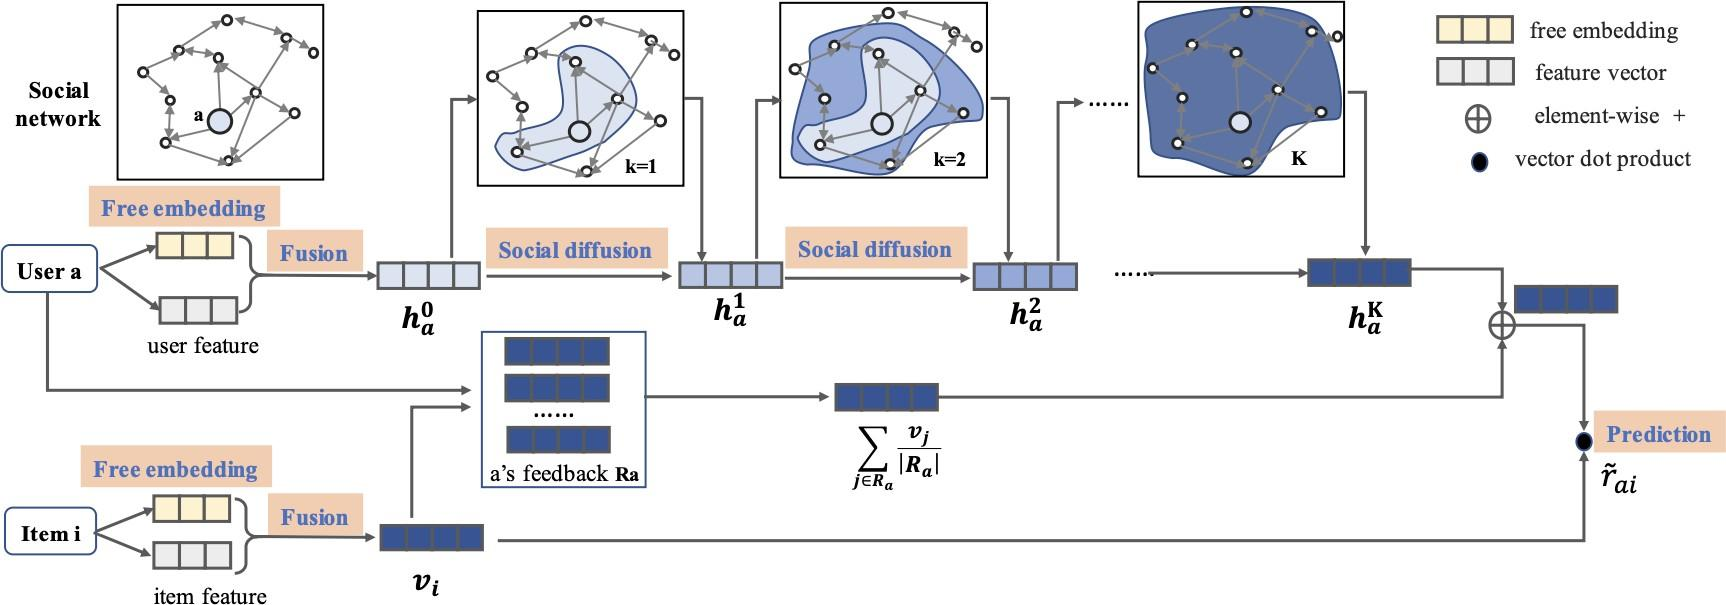 Social
network
a
k=1
k=2
K
free embedding
feature vector
element-wise +
vector dot product
Free embedding
Fusion
Social diffusion
Social diffusion
User a
user feature
h_a^0
h_a^1
h_a^2
h_a^K
......
......
......
a's feedback Ra
∑_{j∈R_a} v_j / |R_a|
Prediction
r̃_{ai}
Free embedding
Fusion
Item i
item feature
v_i